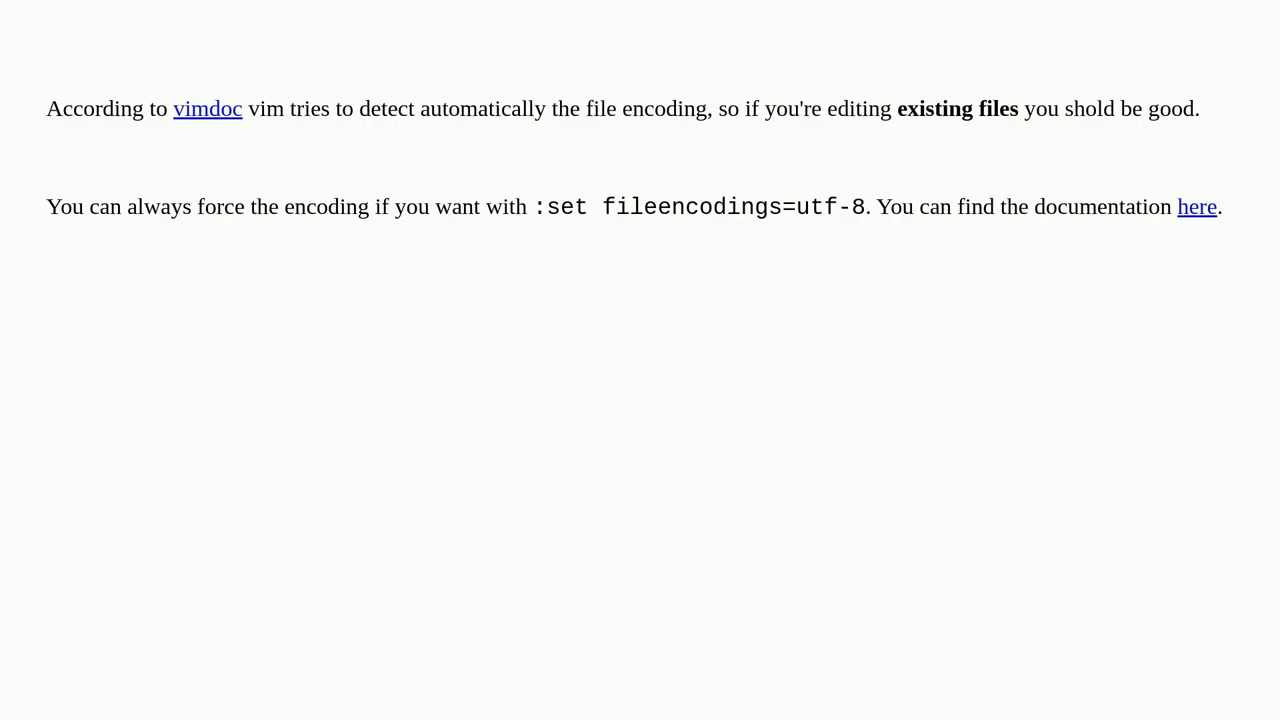 According to vimdoc vim tries to detect automatically the file encoding, so if you're editing existing files you shold be good.
You can always force the encoding if you want with :set fileencodings=utf-8. You can find the documentation here.